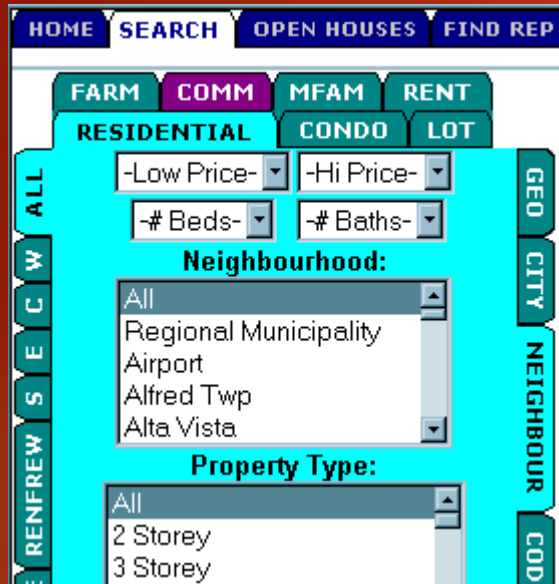 HOME SEARCH OPEN HOUSES FIND REP
FARM COMM MFAM RENT
RESIDENTIAL CONDO LOT
ALL
W
C
E
S
RENFREW
-Low Price- -Hi Price-
-# Beds- -# Baths-
Neighbourhood:
All
Regional Municipality
Airport
Alfred Twp
Alta Vista
Property Type:
All
2 Storey
3 Storey
GEO
CITY
NEIGHBOUR
COD